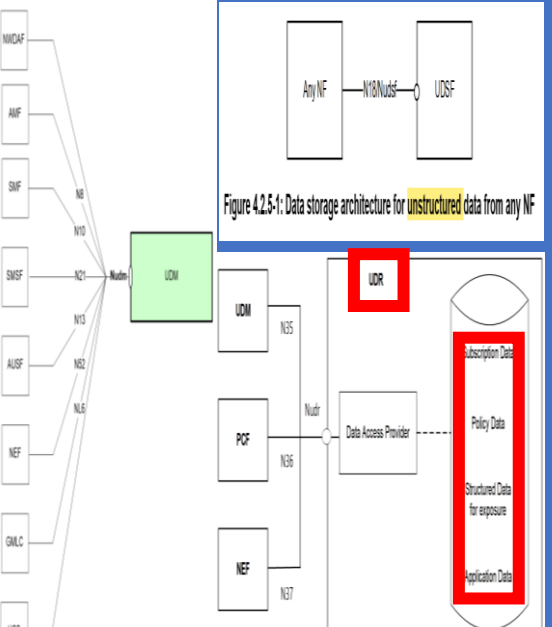 NWDAF
AMF
SMF
SMSF
AUSF
NEF
GMLC
N8
N10
N21
N13
N52
NL6
Nudm
UDM
Any NF
N18/Nudsf
UDSF
Figure 4.2.5-1: Data storage architecture for unstructured data from any NF
UDR
UDM
N35
PCF
N36
NEF
N37
Nudr
Data Access Provider
Subscription Data
Policy Data
Structured Data
for exposure
Application Data